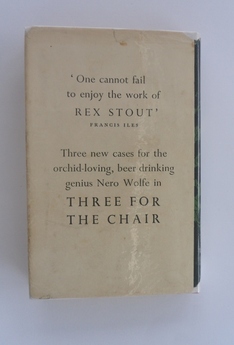 ‘One cannot fail
to enjoy the work of
REX STOUT’
FRANCIS ILES
Three new cases for the
orchid-loving, beer drinking
genius Nero Wolfe in
THREE FOR
THE CHAIR